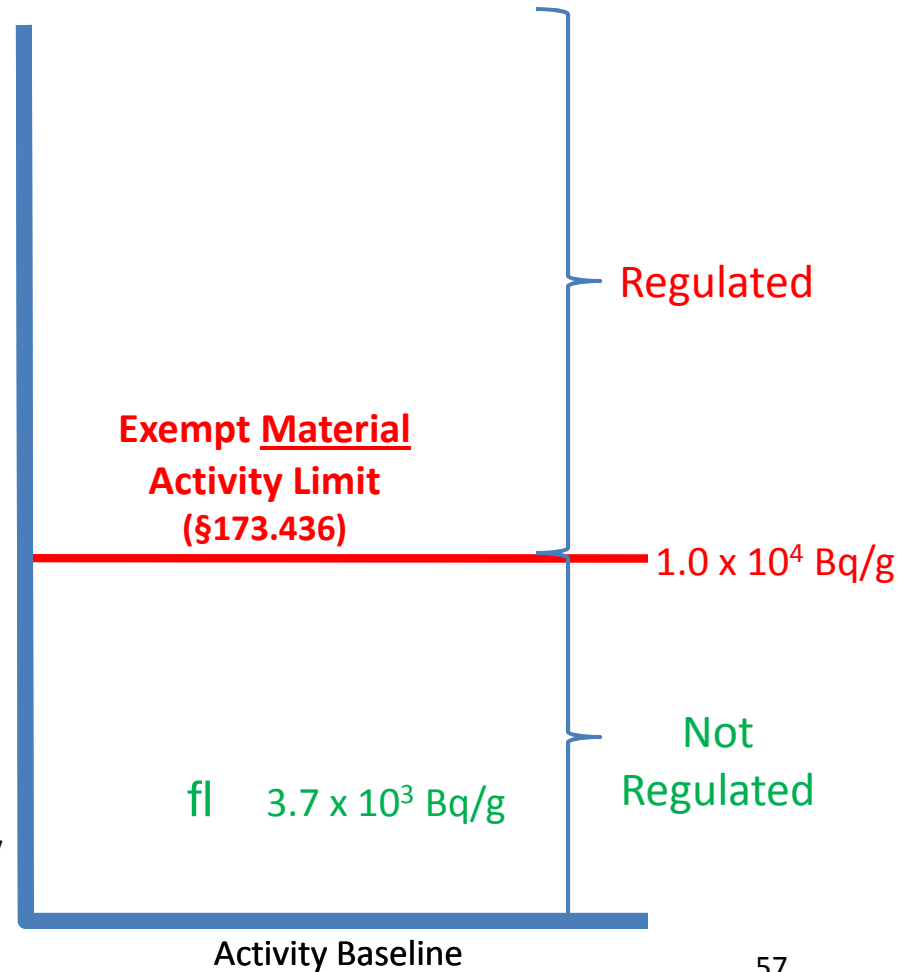 Regulated
Exempt Material
Activity Limit
(§173.436)
1.0 x 10⁴ Bq/g
Not
Regulated
fl 3.7 x 10³ Bq/g
Activity Baseline
57